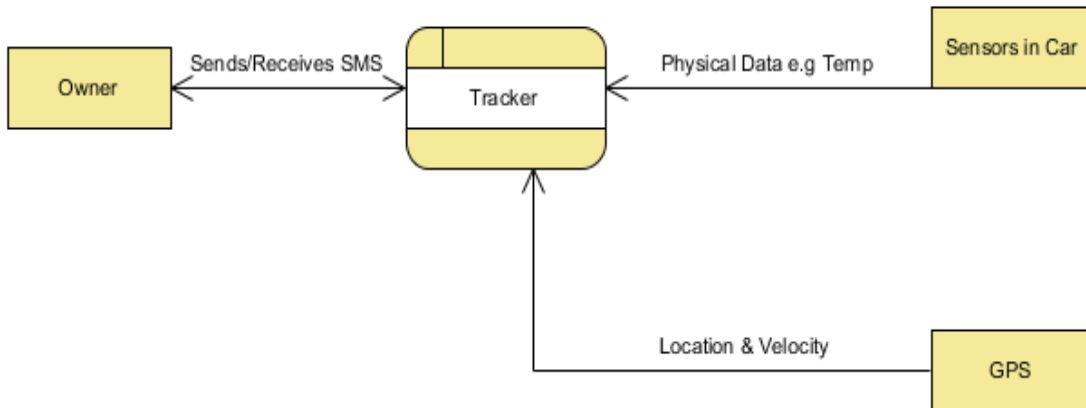 Owner
Sends/Receives SMS
Tracker
Physical Data e.g Temp
Sensors in Car
Location & Velocity
GPS